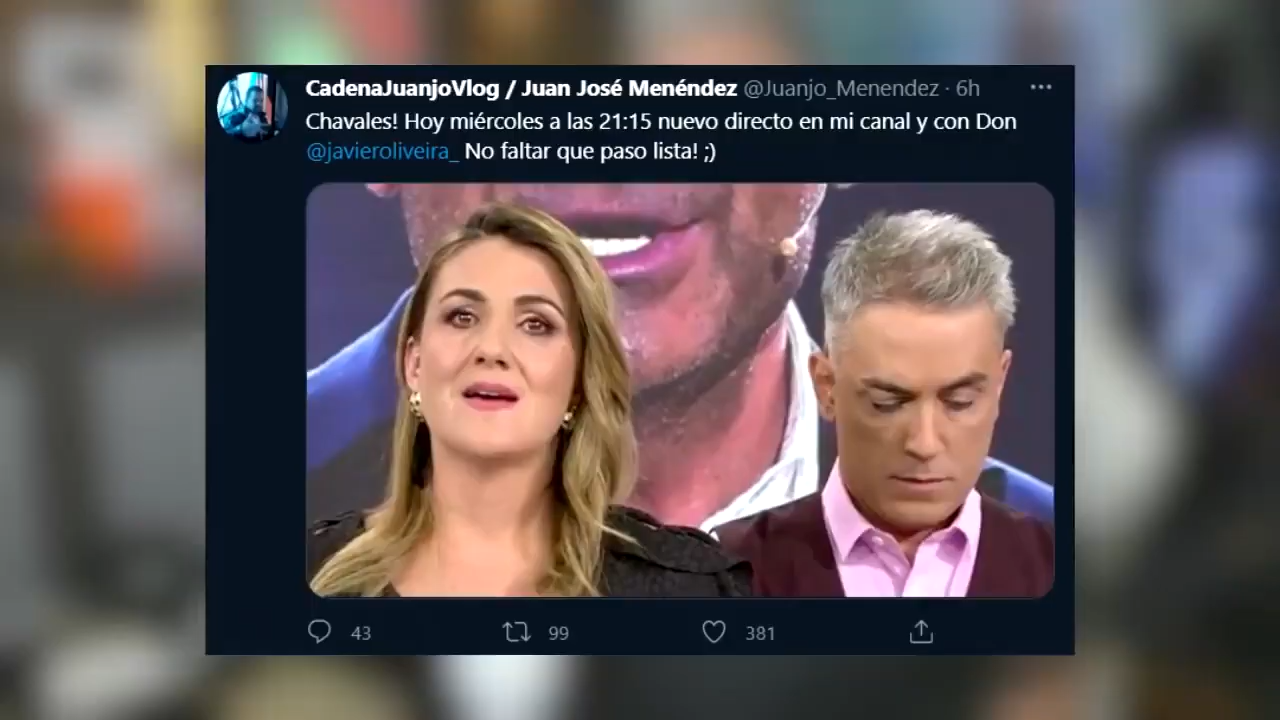 CadenaJuanjoVlog / Juan José Menéndez @Juanjo_Menendez · 6h
Chavales! Hoy miércoles a las 21:15 nuevo directo en mi canal y con Don
@javieroliveira_ No faltar que paso lista! ;)
43 99 381